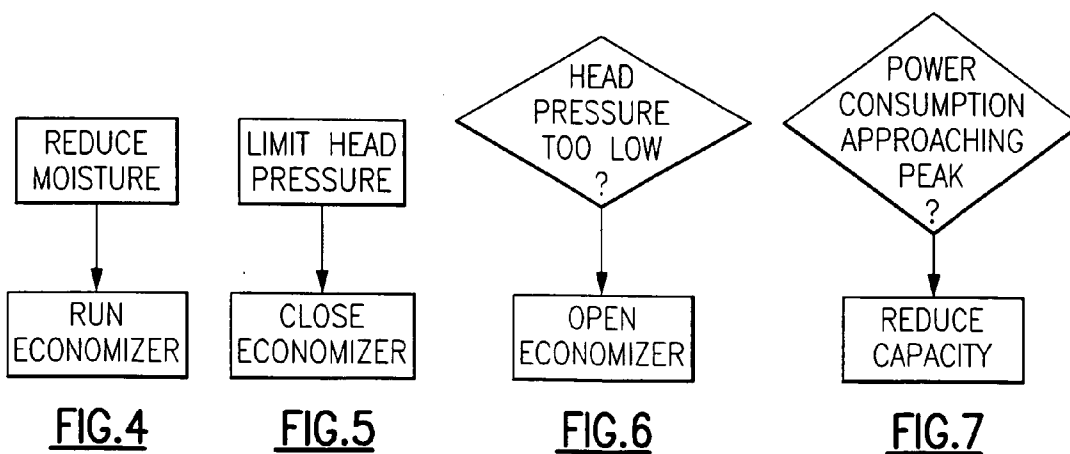 REDUCE
MOISTURE
RUN
ECONOMIZER
FIG.4
LIMIT HEAD
PRESSURE
CLOSE
ECONOMIZER
FIG.5
HEAD
PRESSURE
TOO LOW
?
OPEN
ECONOMIZER
FIG.6
POWER
CONSUMPTION
APPROACHING
PEAK
?
REDUCE
CAPACITY
FIG.7